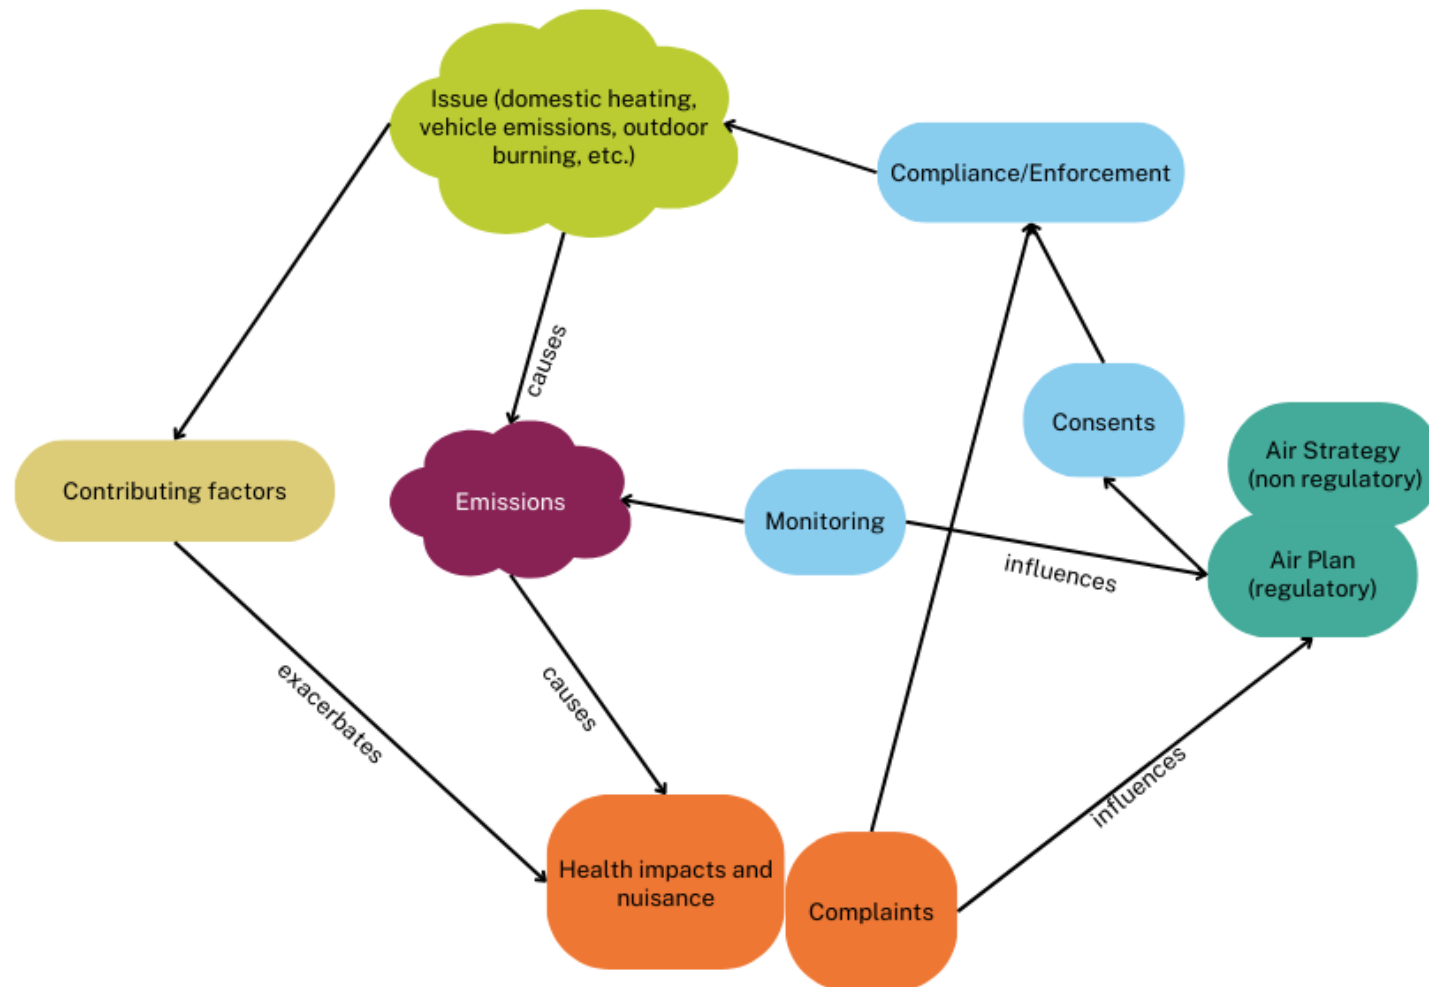 Issue (domestic heating,
vehicle emissions, outdoor
burning, etc.)
Compliance/Enforcement
causes
Consents
Air Strategy
(non regulatory)
Contributing factors
Emissions
Monitoring
influences
Air Plan
(regulatory)
exacerbates
causes
influences
Health impacts and
nuisance
Complaints